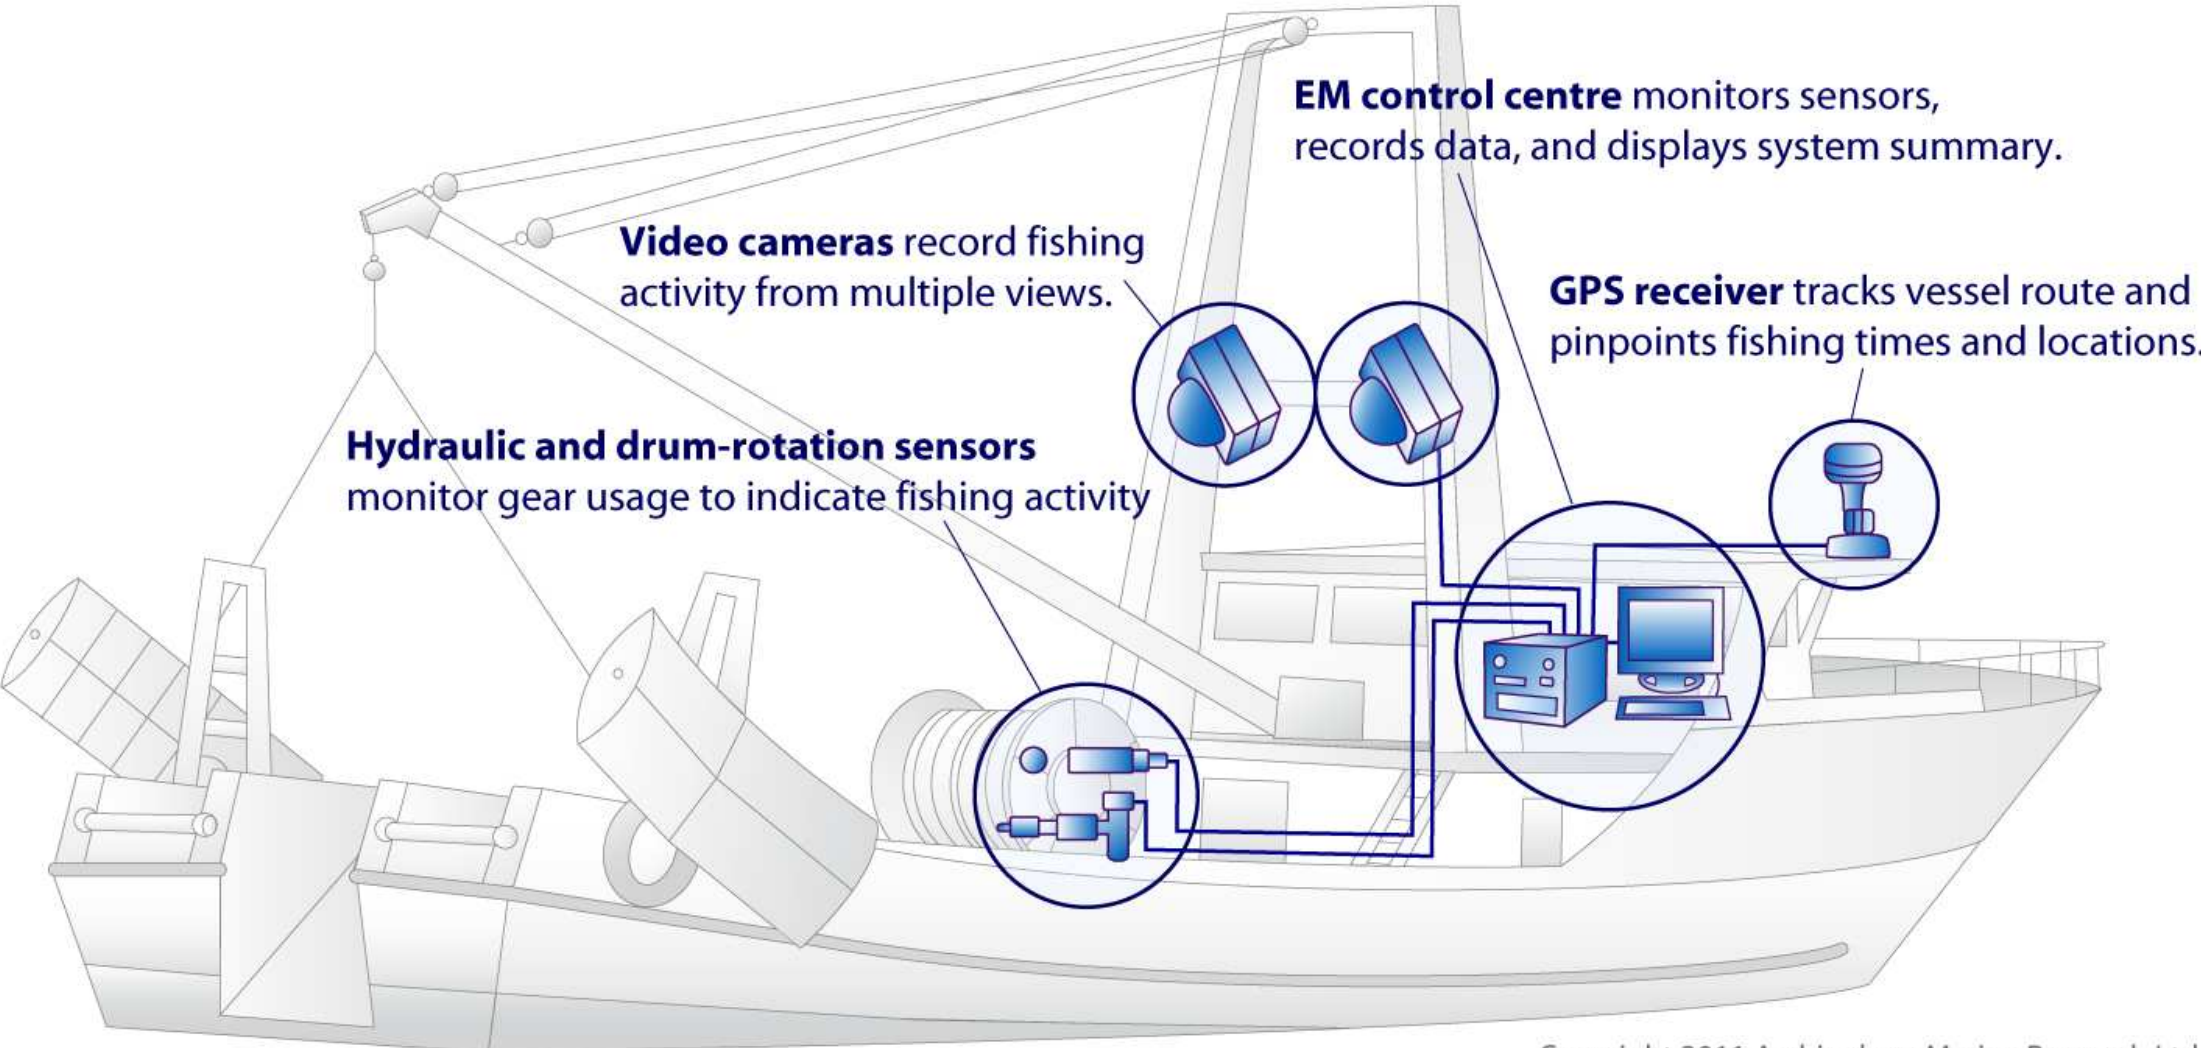 EM control centre monitors sensors,
records data, and displays system summary.
Video cameras record fishing
activity from multiple views.
GPS receiver tracks vessel route and
pinpoints fishing times and locations.
Hydraulic and drum-rotation sensors
monitor gear usage to indicate fishing activity